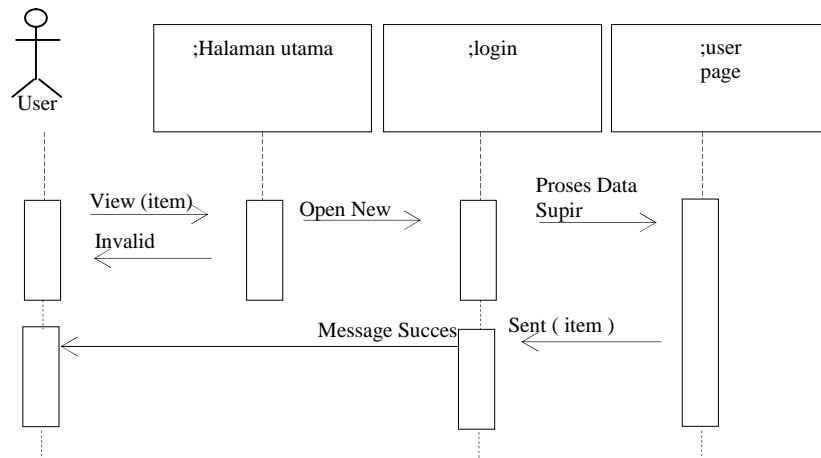 ;Halaman utama
;login
;user
page
User
View (item)
Open New
Proses Data
Supir
Invalid
Message Succes
Sent ( item )